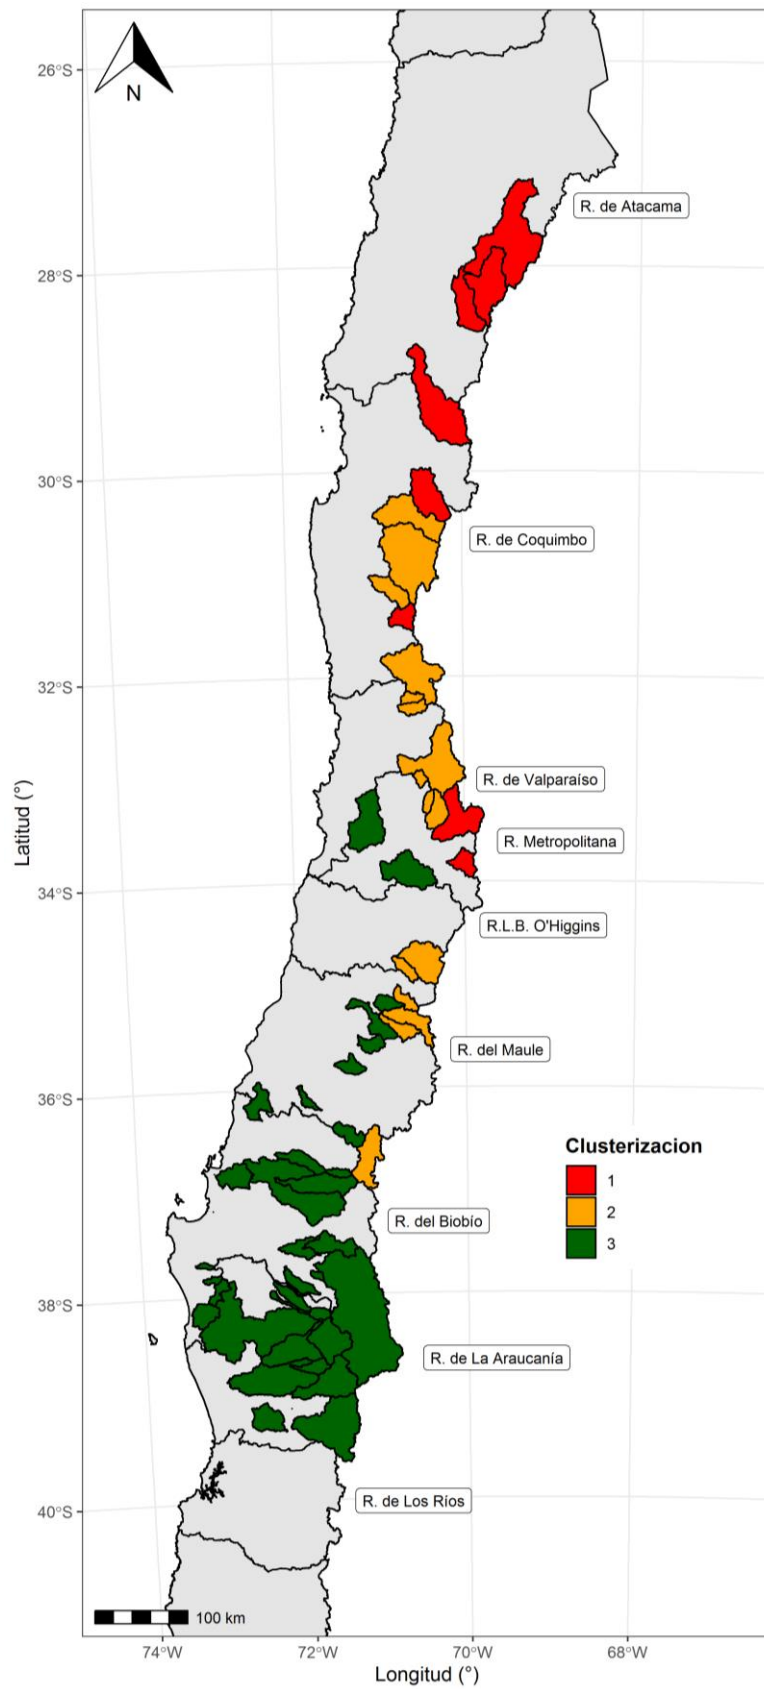 26°S
N
R. de Atacama
28°S
30°S
R. de Coquimbo
32°S
R. de Valparaíso
R. Metropolitana
Latitud (°)
34°S
R.L.B. O'Higgins
R. del Maule
36°S
Clusterizacion
1
2
3
R. del Biobío
38°S
R. de La Araucanía
R. de Los Ríos
40°S
100 km
74°W 72°W 70°W 68°W
Longitud (°)